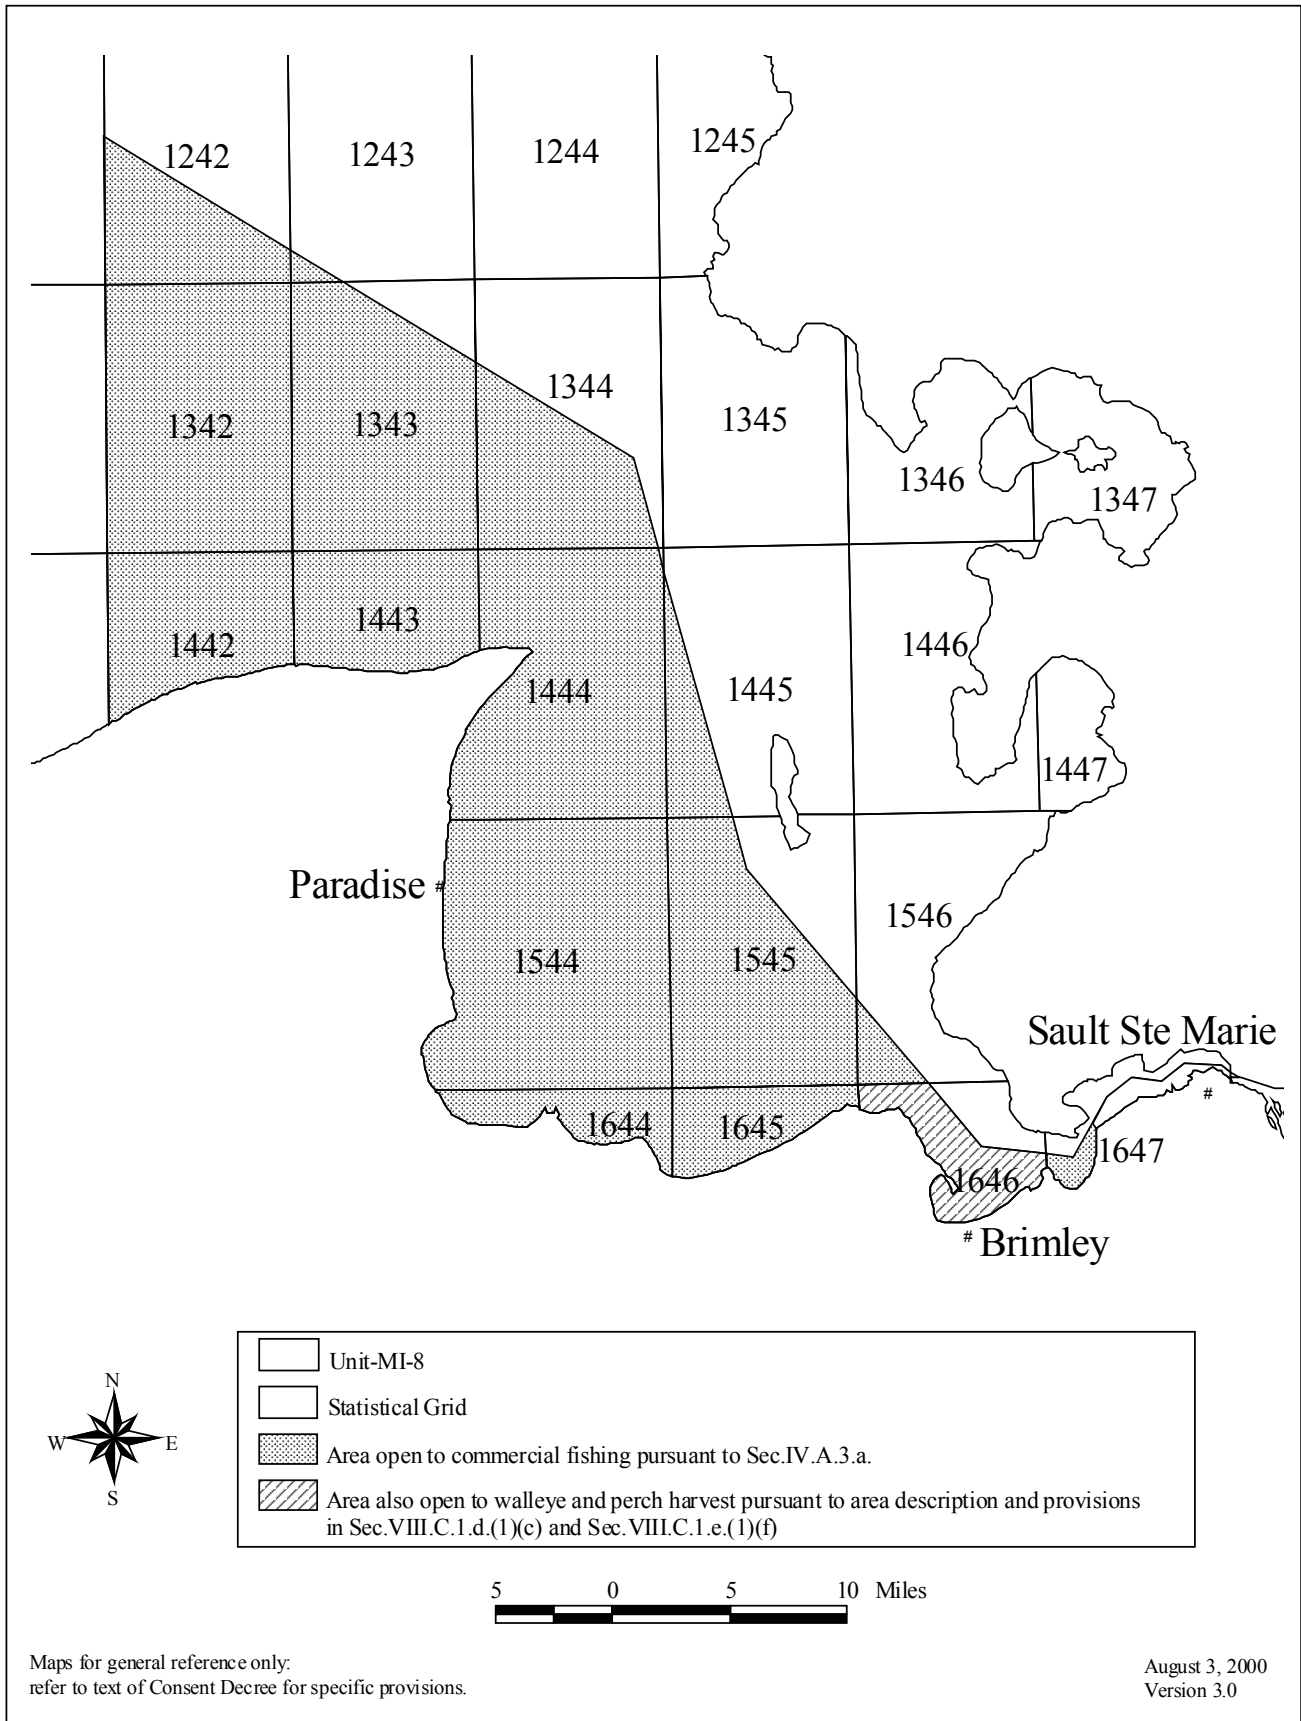 1242
1243
1244
1245
1342
1343
1344
1345
1346
1347
1442
1443
1444
1445
1446
1447
Paradise #
1544
1545
1546
Sault Ste Marie
#
1644
1645
1646
1647
# Brimley
Unit-MI-8
Statistical Grid
Area open to commercial fishing pursuant to Sec.IV.A.3.a.
Area also open to walleye and perch harvest pursuant to area description and provisions
in Sec.VIII.C.1.d.(1)(c) and Sec.VIII.C.1.e.(1)(f)
N
W E
S
5 0 5 10 Miles
Maps for general reference only:
refer to text of Consent Decree for specific provisions.
August 3, 2000
Version 3.0